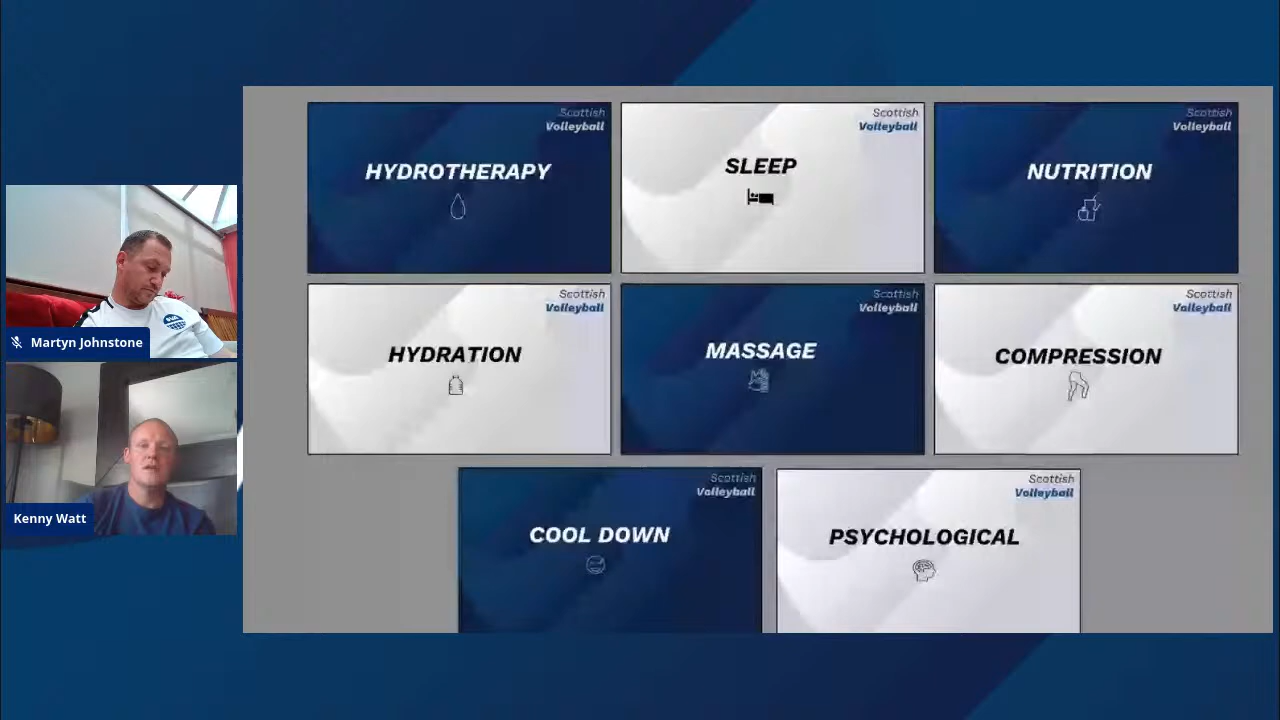 Scottish
Volleyball
HYDROTHERAPY
Scottish
Volleyball
SLEEP
Scottish
Volleyball
NUTRITION
Scottish
Volleyball
HYDRATION
Scottish
Volleyball
MASSAGE
Scottish
Volleyball
COMPRESSION
Scottish
Volleyball
COOL DOWN
Scottish
Volleyball
PSYCHOLOGICAL
Martyn Johnstone
Kenny Watt